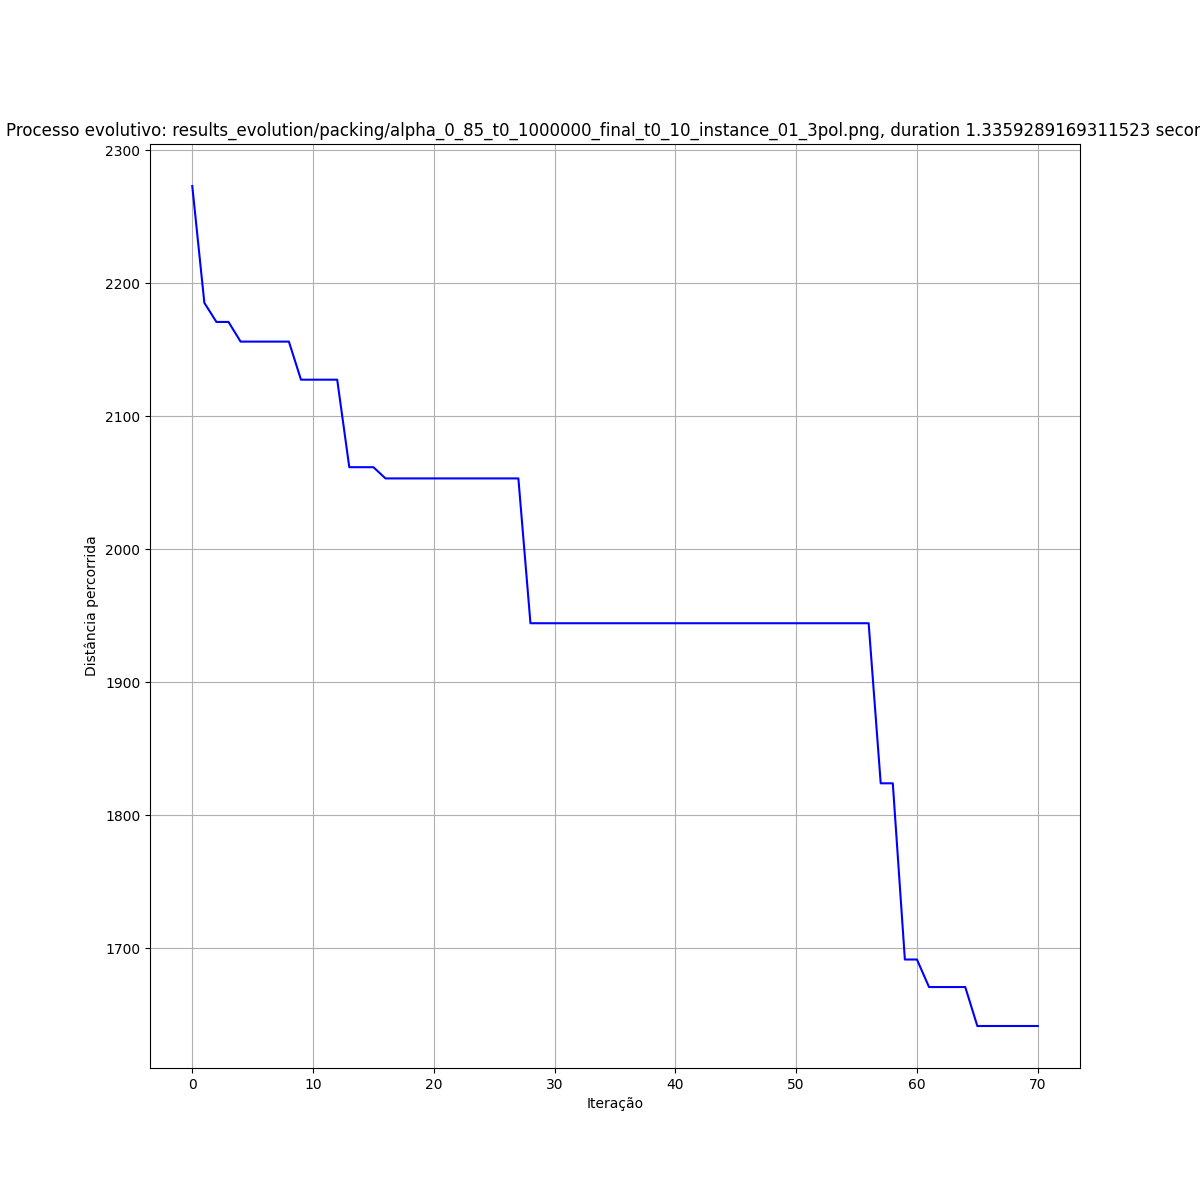 Processo evolutivo: results_evolution/packing/alpha_0_85_t0_1000000_final_t0_10_instance_01_3pol.png, duration 1.3359289169311523 secor
2300
2200
2100
2000
1900
1800
1700
Distância percorrida
0 10 20 30 40 50 60 70
Iteração